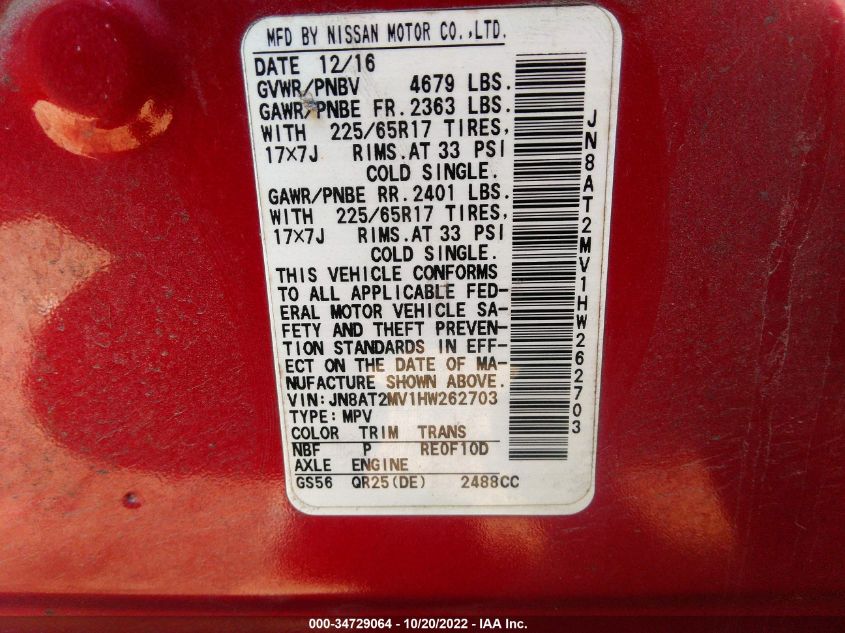 MFD BY NISSAN MOTOR CO.,LTD.
DATE 12/16
GVWR/PNBV 4679 LBS.
GAWR/PNBE FR. 2363 LBS.
WITH 225/65R17 TIRES,
17×7J RIMS.AT 33 PSI
COLD SINGLE.
GAWR/PNBE RR. 2401 LBS.
WITH 225/65R17 TIRES,
17×7J RIMS.AT 33 PSI
COLD SINGLE.
THIS VEHICLE CONFORMS
TO ALL APPLICABLE FED-
ERAL MOTOR VEHICLE SA-
FETY AND THEFT PREVEN-
TION STANDARDS IN EFF-
ECT ON THE DATE OF MA-
NUFACTURE SHOWN ABOVE.
VIN:JN8AT2MV1HW262703
TYPE:MPV
COLOR TRIM TRANS
NBF P RE0F10D
AXLE ENGINE
GS56 QR25(DE) 2488CC
JN8AT2MV1HW262703
000-34729064 - 10/20/2022 - IAA Inc.